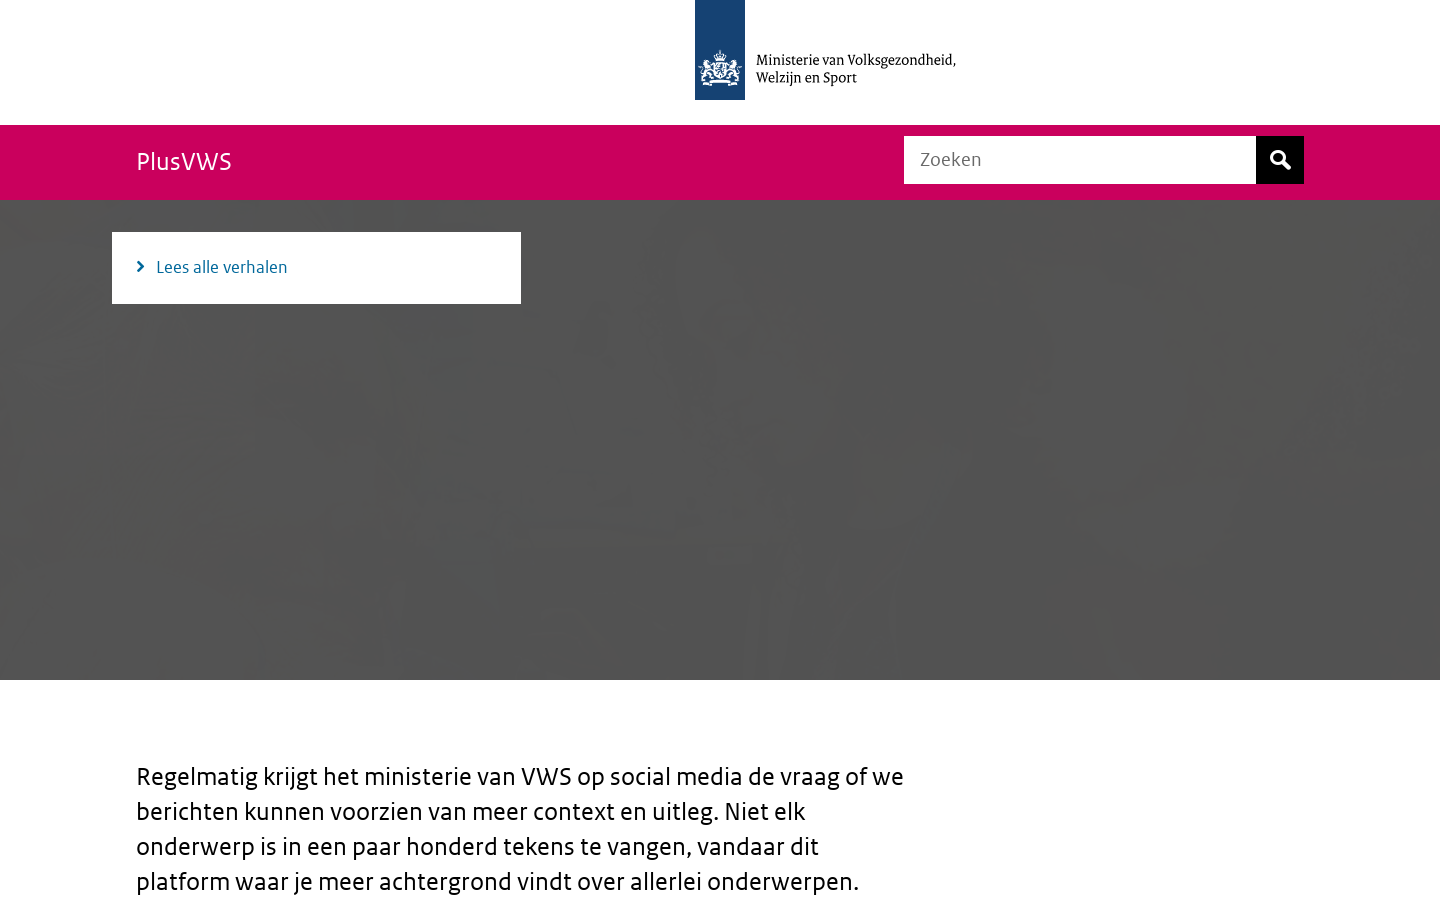 Ministerie van Volksgezondheid,
Welzijn en Sport
PlusVWS
Zoeken
Lees alle verhalen
Regelmatig krijgt het ministerie van VWS op social media de vraag of we
berichten kunnen voorzien van meer context en uitleg. Niet elk
onderwerp is in een paar honderd tekens te vangen, vandaar dit
platform waar je meer achtergrond vindt over allerlei onderwerpen.